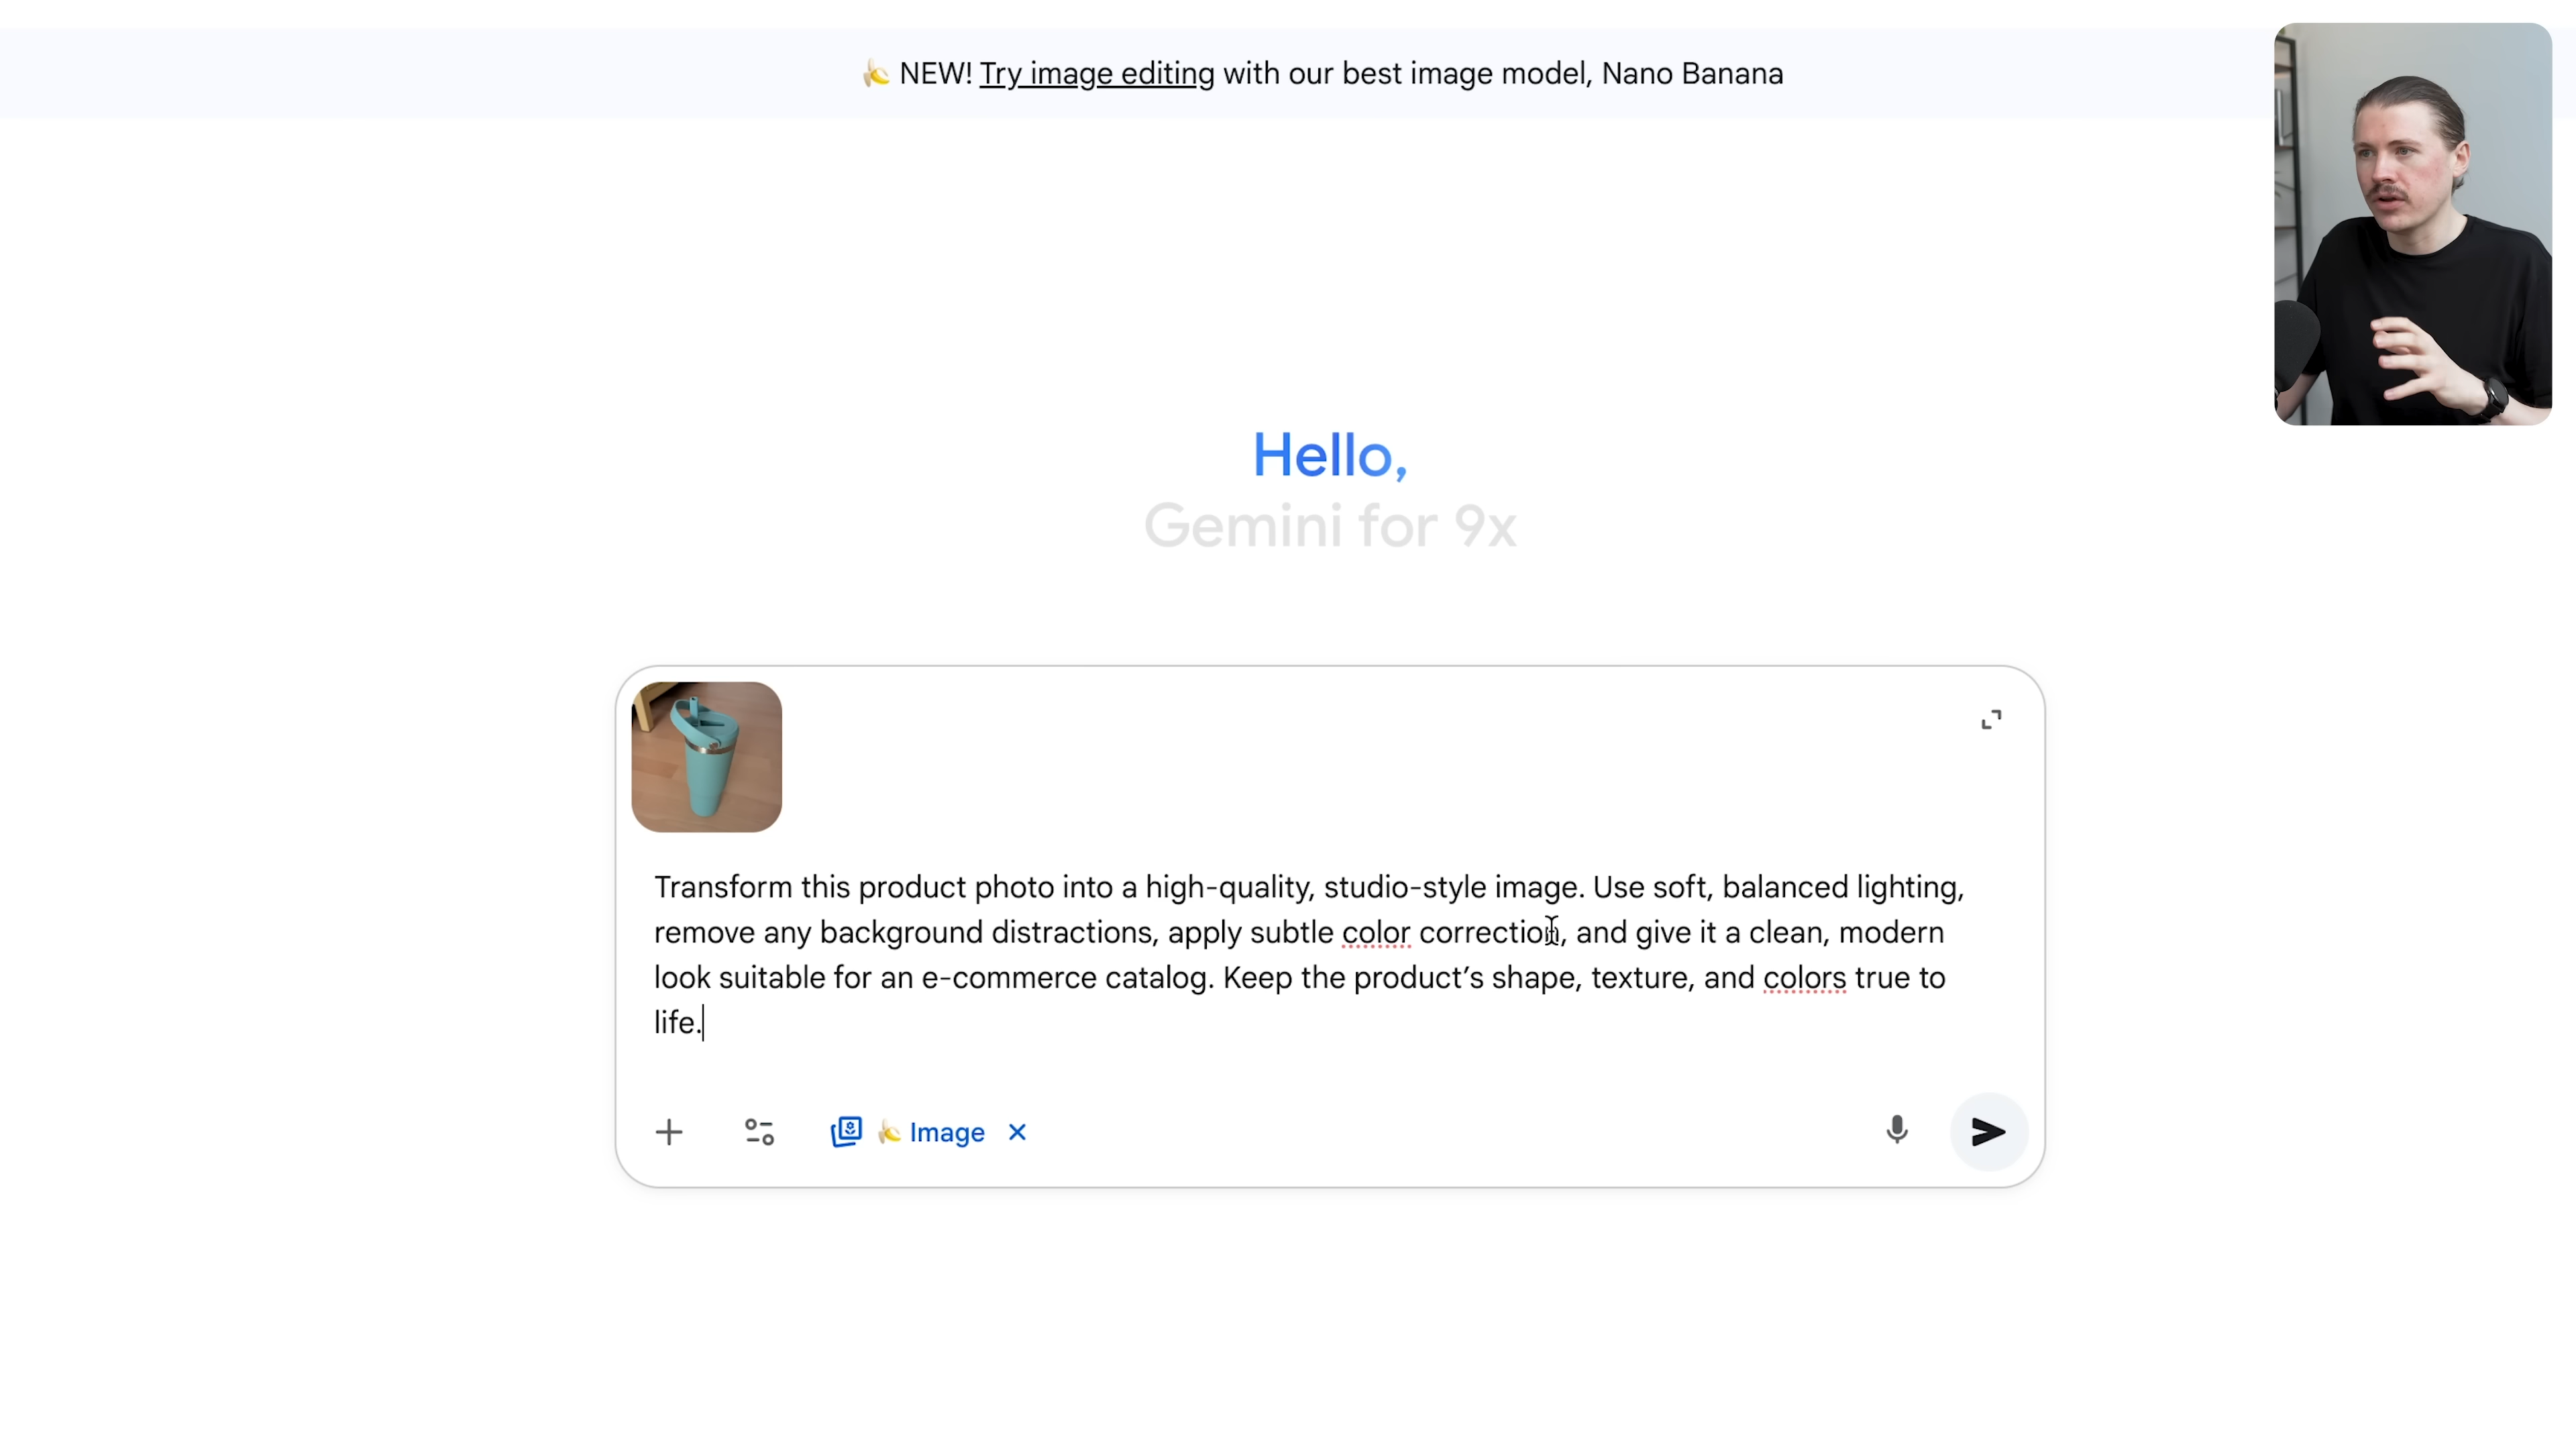 🍌 NEW! Try image editing with our best image model, Nano Banana
Hello,
Gemini for 9x
Transform this product photo into a high-quality, studio-style image. Use soft, balanced lighting,
remove any background distractions, apply subtle color correction, and give it a clean, modern
look suitable for an e-commerce catalog. Keep the product’s shape, texture, and colors true to
life.
🍌 Image